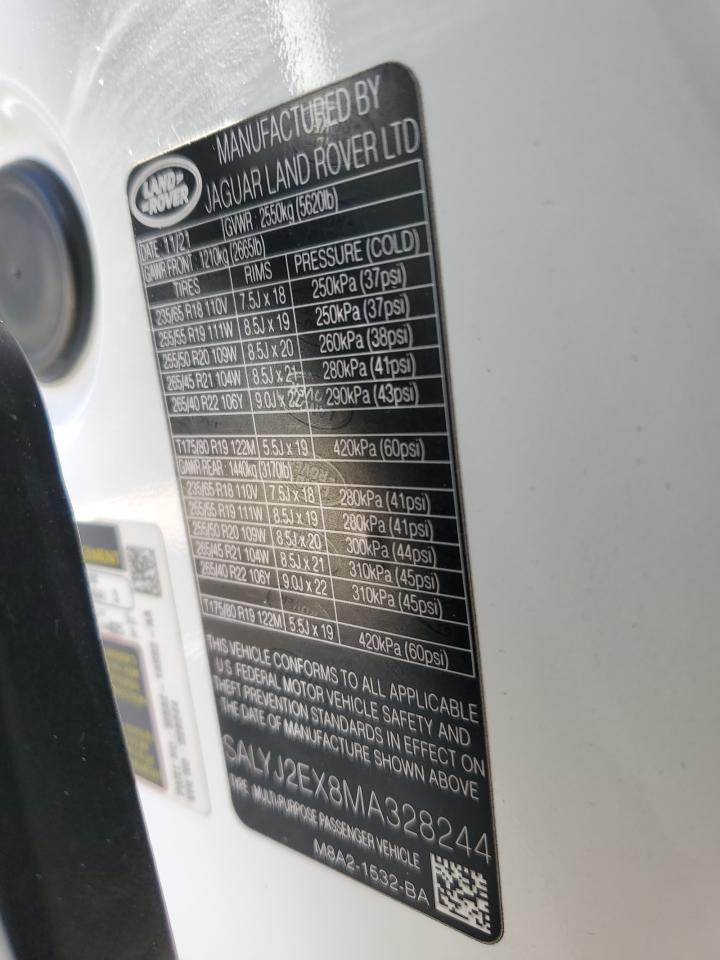 MANUFACTURED BY
JAGUAR LAND ROVER LTD
LAND
ROVER
DATE 11/21 GVWR : 2550kg (5620lb)
GAWR FRONT : 1210kg (2665lb)
TIRES RIMS PRESSURE (COLD)
235/65 R18 110V 7.5J x 18 250kPa (37psi)
255/55 R19 111W 8.5J x 19 250kPa (37psi)
255/50 R20 109W 8.5J x 20 260kPa (38psi)
265/45 R21 104W 8.5J x 21 280kPa (41psi)
265/40 R22 106Y 9.0J x 22 290kPa (43psi)
T175/80 R19 122M 5.5J x 19 420kPa (60psi)
GAWR REAR : 1440kg (3170lb)
235/65 R18 110V 7.5J x 18 280kPa (41psi)
255/55 R19 111W 8.5J x 19 280kPa (41psi)
255/50 R20 109W 8.5J x 20 300kPa (44psi)
265/45 R21 104W 8.5J x 21 310kPa (45psi)
265/40 R22 106Y 9.0J x 22 310kPa (45psi)
T175/80 R19 122M 5.5J x 19 420kPa (60psi)
THIS VEHICLE CONFORMS TO ALL APPLICABLE
U.S. FEDERAL MOTOR VEHICLE SAFETY AND
THEFT PREVENTION STANDARDS IN EFFECT ON
THE DATE OF MANUFACTURE SHOWN ABOVE
SALYJ2EX8MA328244
TYPE : MULTI-PURPOSE PASSENGER VEHICLE
M8A2-1532-BA